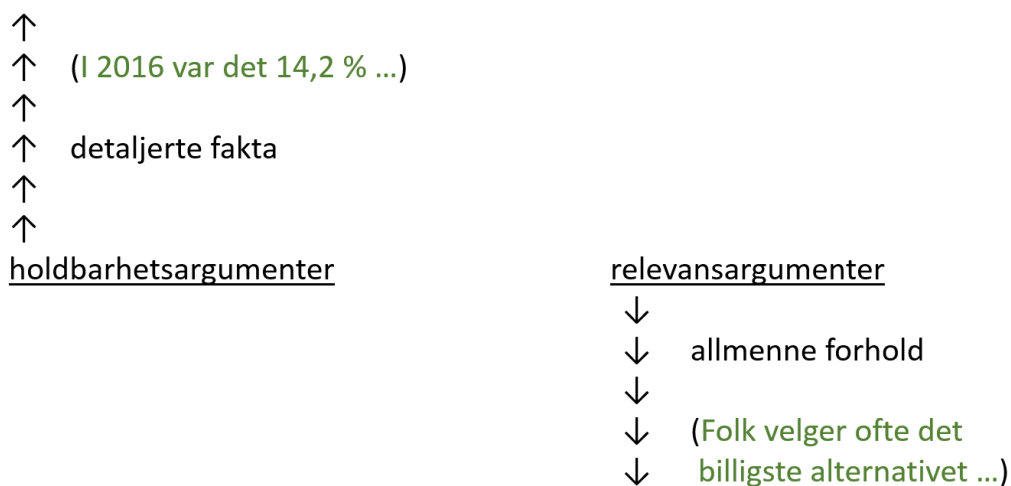 ↑
↑ (I 2016 var det 14,2 % ...)
↑
↑ detaljerte fakta
↑
↑
holdbarhetsargumenter relevansargumenter
↓
↓ allmenne forhold
↓
↓ (Folk velger ofte det
↓ billigste alternativet ...)